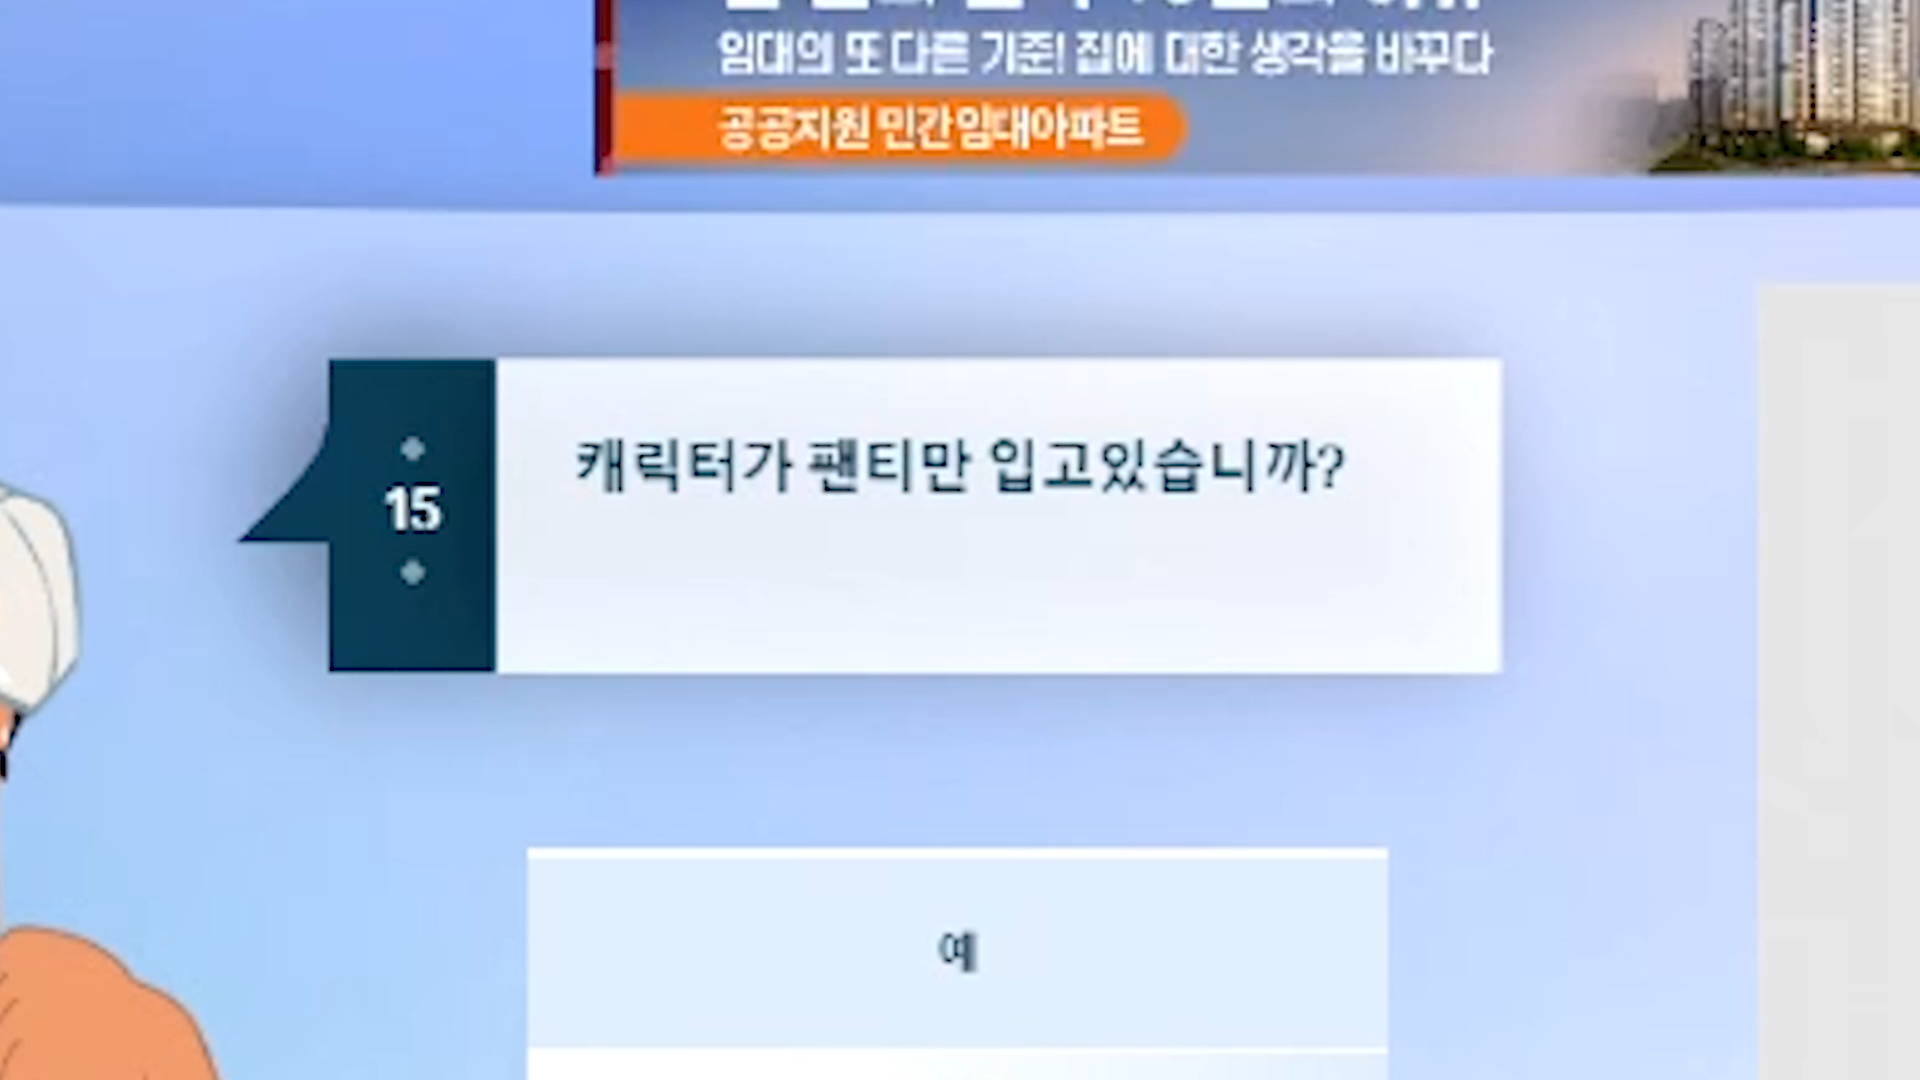 임대의 또 다른 기준! 집에 대한 생각을 바꾸다
공공지원 민간임대아파트
15
캐릭터가 팬티만 입고있습니까?
예